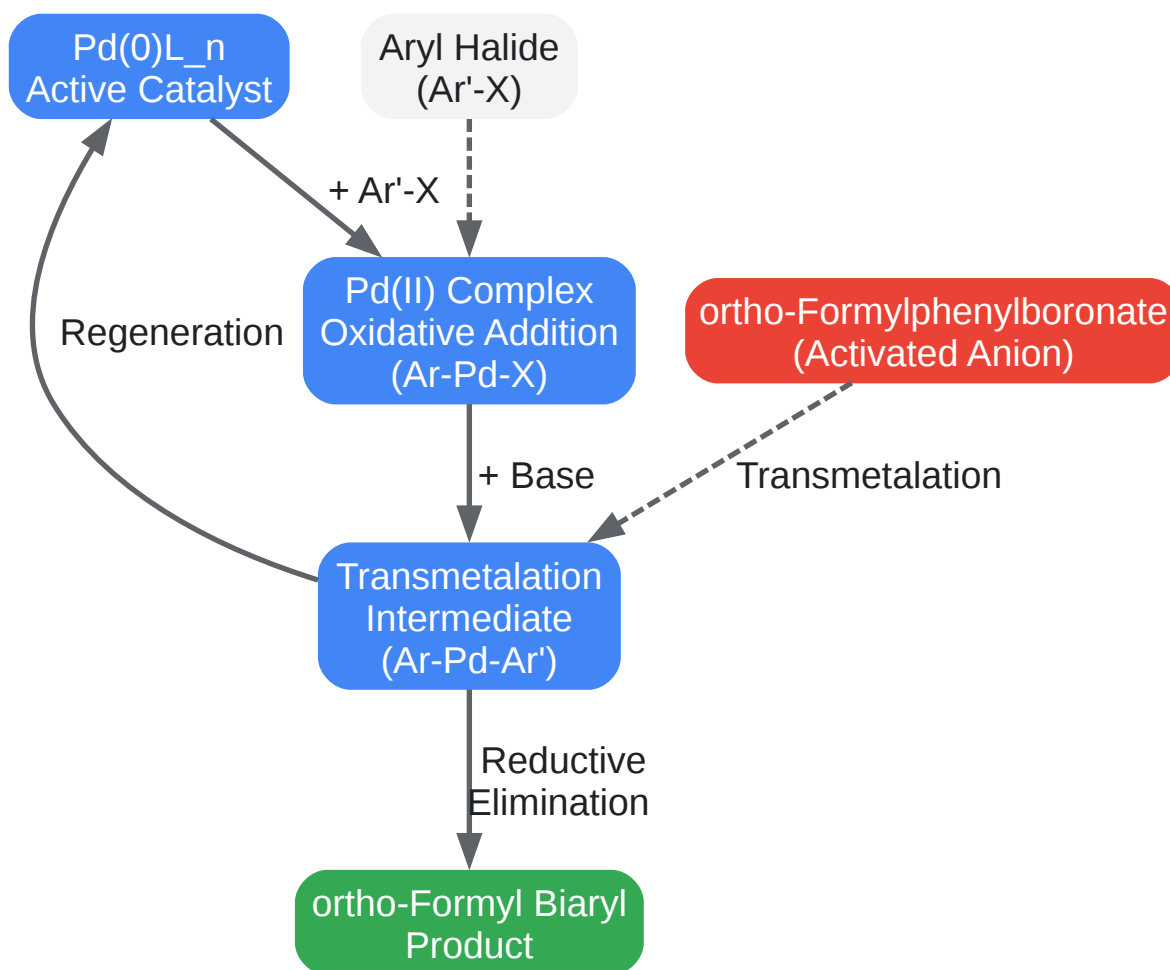 Pd(0)L_n
Active Catalyst
Aryl Halide
(Ar'-X)
+ Ar'-X
Pd(II) Complex
Oxidative Addition
(Ar-Pd-X)
ortho-Formylphenylboronate
(Activated Anion)
Regeneration
+ Base
Transmetalation
Transmetalation
Intermediate
(Ar-Pd-Ar')
Reductive
Elimination
ortho-Formyl Biaryl
Product